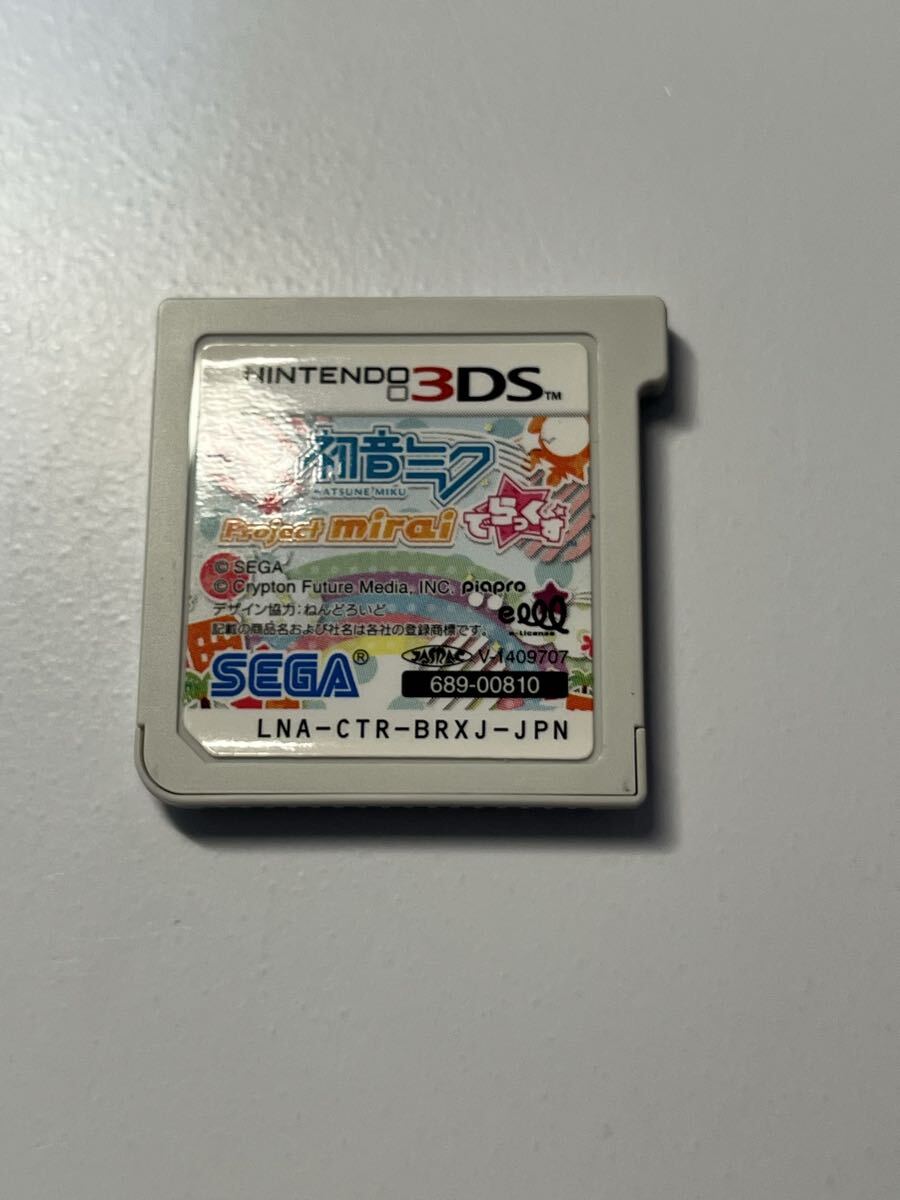 NINTENDO 3DS™
初音ミク
HATSUNE MIKU
Project mirai でらっくす
© SEGA
© Crypton Future Media, INC. piapro
デザイン協力：ねんどろいど
記載の商品名および社名は各社の登録商標です。
e-License
SEGA®
JASRAC V-1409707
689-00810
LNA-CTR-BRXJ-JPN